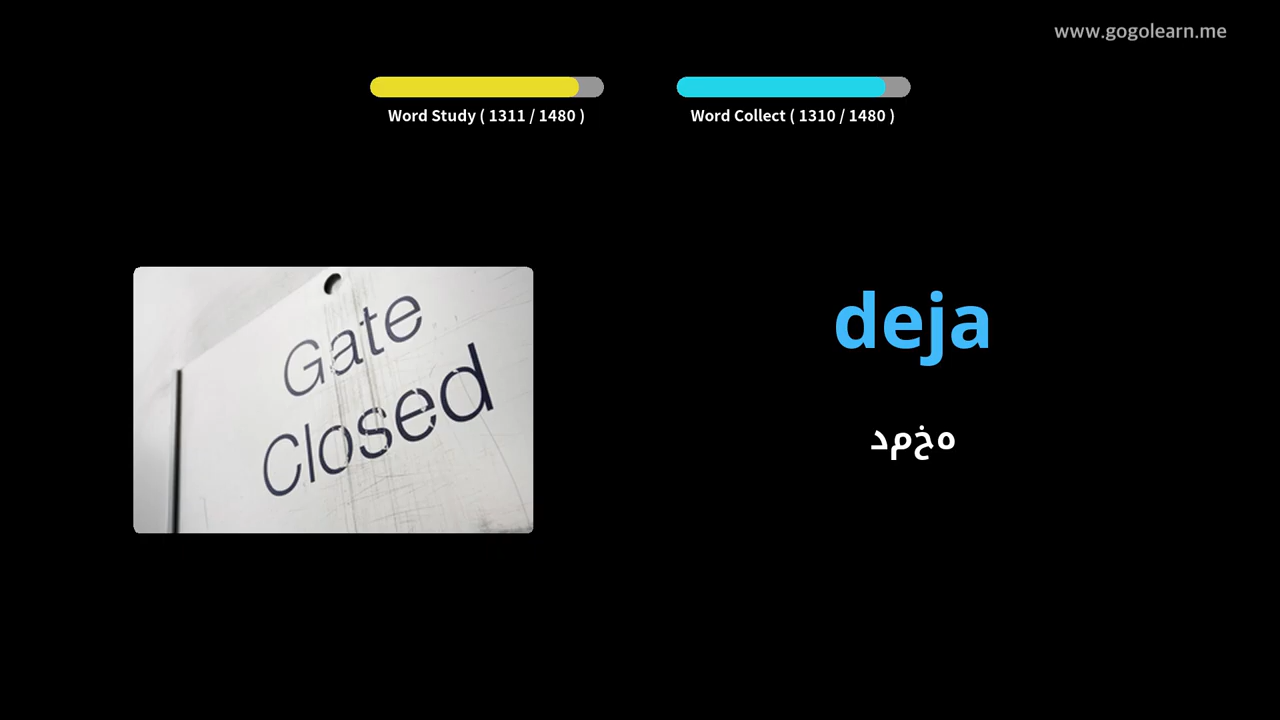 www.gogolearn.me
Word Study ( 1311 / 1480 )
Word Collect ( 1310 / 1480 )
Gate
Closed
deja
دمخه